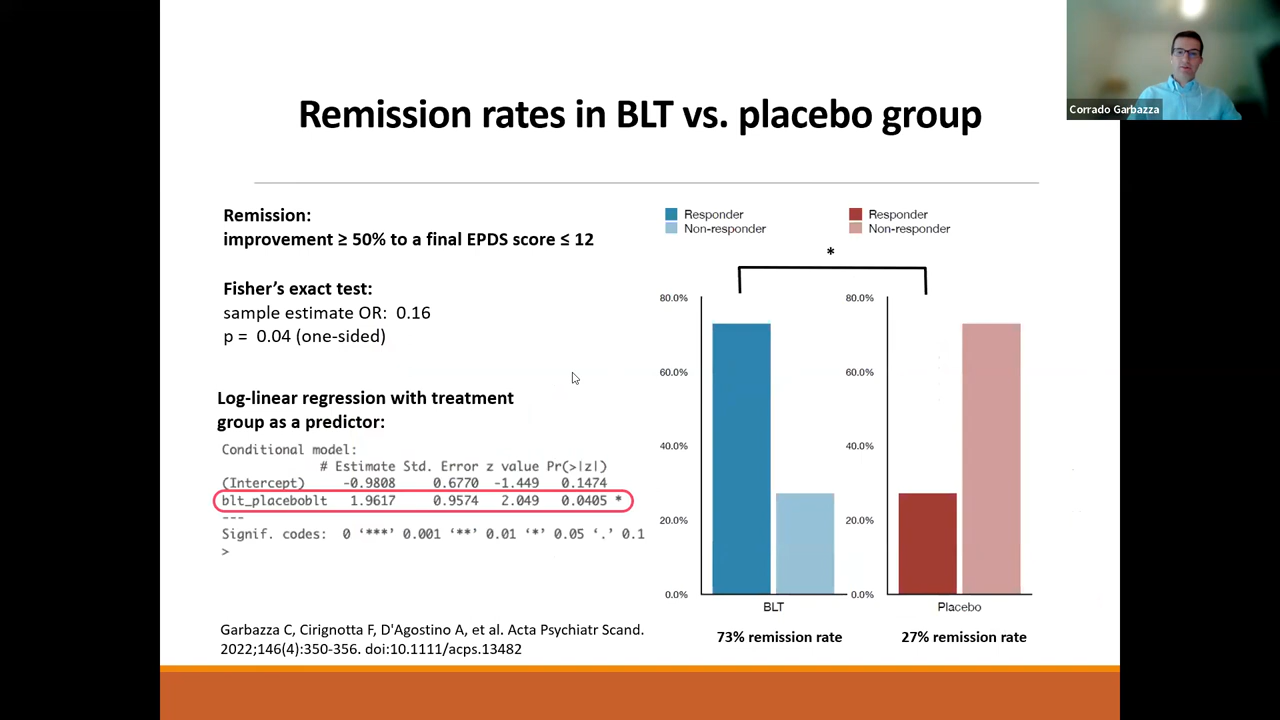 Corrado Garbazza
Remission rates in BLT vs. placebo group
Remission:
improvement ≥ 50% to a final EPDS score ≤ 12
Fisher's exact test:
sample estimate OR:  0.16
p =  0.04 (one-sided)
Log-linear regression with treatment
group as a predictor:
Conditional model:
# Estimate Std. Error z value Pr(>|z|)
(Intercept) -0.9808 0.6770 -1.449 0.1474
blt_placeboblt 1.9617 0.9574 2.049 0.0405 *
---
Signif. codes: 0 ‘***’ 0.001 ‘**’ 0.01 ‘*’ 0.05 ‘.’ 0.1
>
Garbazza C, Cirignotta F, D'Agostino A, et al. Acta Psychiatr Scand.
2022;146(4):350-356. doi:10.1111/acps.13482
Responder
Non-responder
Responder
Non-responder
*
80.0%
60.0%
40.0%
20.0%
0.0%
BLT
80.0%
60.0%
40.0%
20.0%
0.0%
Placebo
73% remission rate
27% remission rate